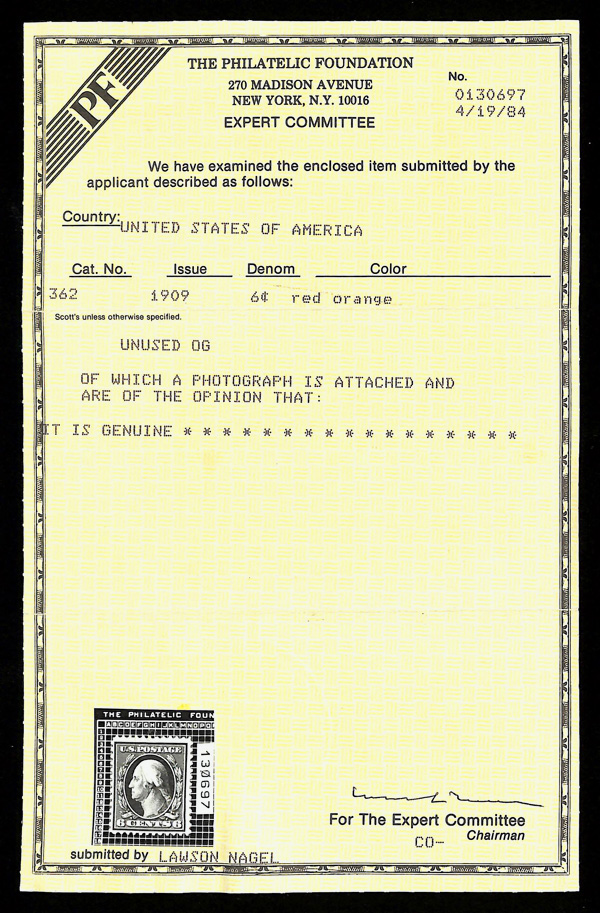 PF
THE PHILATELIC FOUNDATION
270 MADISON AVENUE
NEW YORK, N.Y. 10016
EXPERT COMMITTEE
No.
0130697
4/19/84
We have examined the enclosed item submitted by the
applicant described as follows:
Country: UNITED STATES OF AMERICA
Cat. No. Issue Denom Color
362 1909 6¢ red orange
Scott's unless otherwise specified.
UNUSED OG
OF WHICH A PHOTOGRAPH IS ATTACHED AND
ARE OF THE OPINION THAT:
IT IS GENUINE * * * * * * * * * * * * * * * * *
THE PHILATELIC FOUN
ABCDEFGHIJKLMNOPQ
U.S. POSTAGE
6 CENTS 6
130697
For The Expert Committee
CO- Chairman
submitted by LAWSON NAGEL